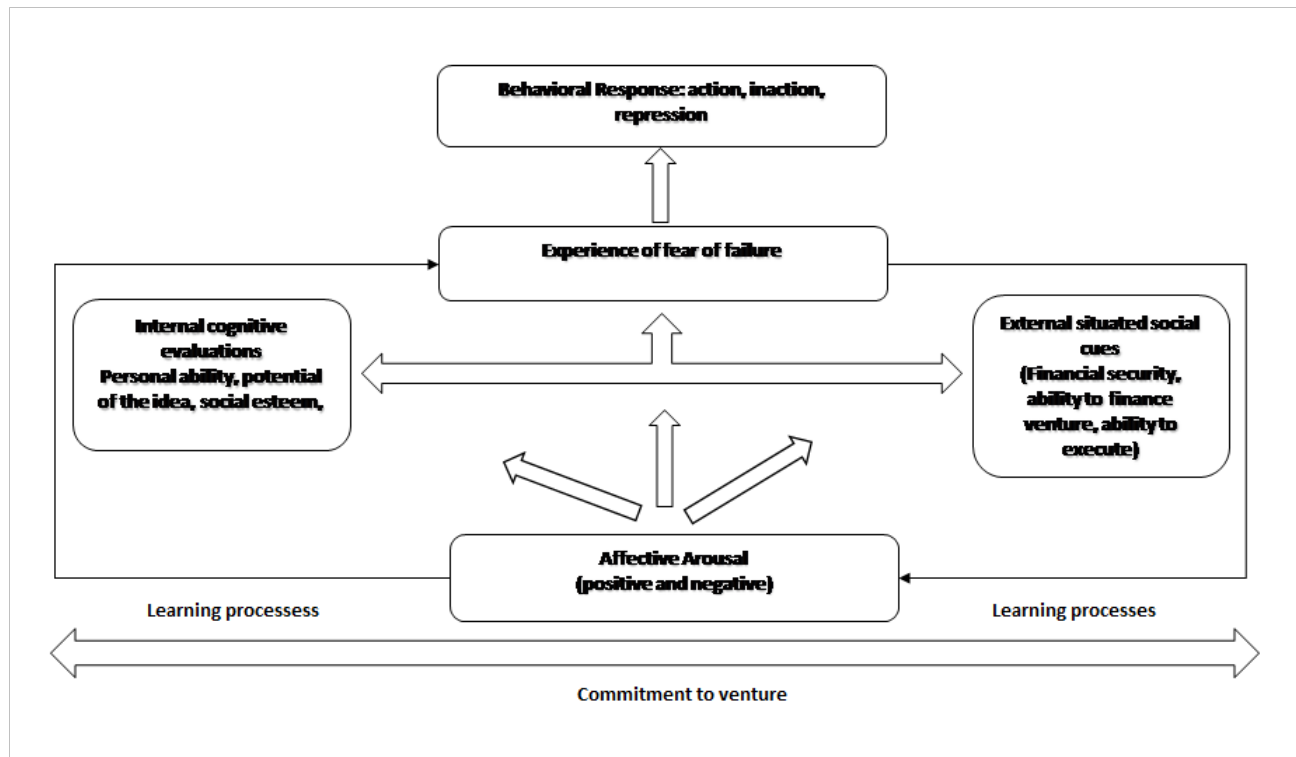 Behavioral Response: action, inaction,
repression
Experience of fear of failure
Internal cognitive
evaluations
Personal ability, potential
of the idea, social esteem,
External situated social
cues
(Financial security,
ability to finance
venture, ability to
execute)
Affective Arousal
(positive and negative)
Learning processess
Learning processes
Commitment to venture